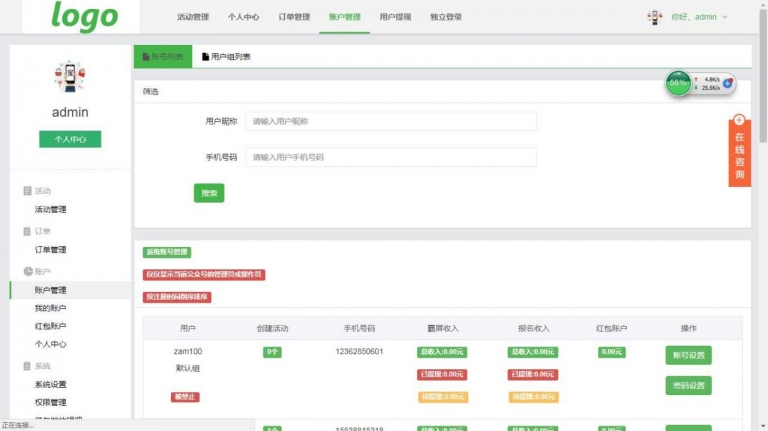 logo
活动管理 个人中心 订单管理 账户管理 用户提现 独立登录
你好，admin
admin
个人中心
活动
活动管理
订单
订单管理
账户
账户管理
我的账户
红包账户
个人中心
系统
系统设置
权限管理
正在连接...
账号列表 用户组列表
筛选
用户昵称 请输入用户昵称
手机号码 请输入用户手机号码
搜索
56%
4.8K/s
25.5K/s
在线咨询
系统账号管理
仅仅显示当前公众号的管理员或操作员
按注册时间倒序排序
用户 创建活动 手机号码 霸屏收入 报名收入 红包账户 操作
zam100 0个 12362850601 总收入:0.00元 总收入:0.00元 0.00元 账号设置
默认组 已提现:0.00元 已提现:0.00元 密码设置
被禁止 待提现:0.00元 待提现:0.00元